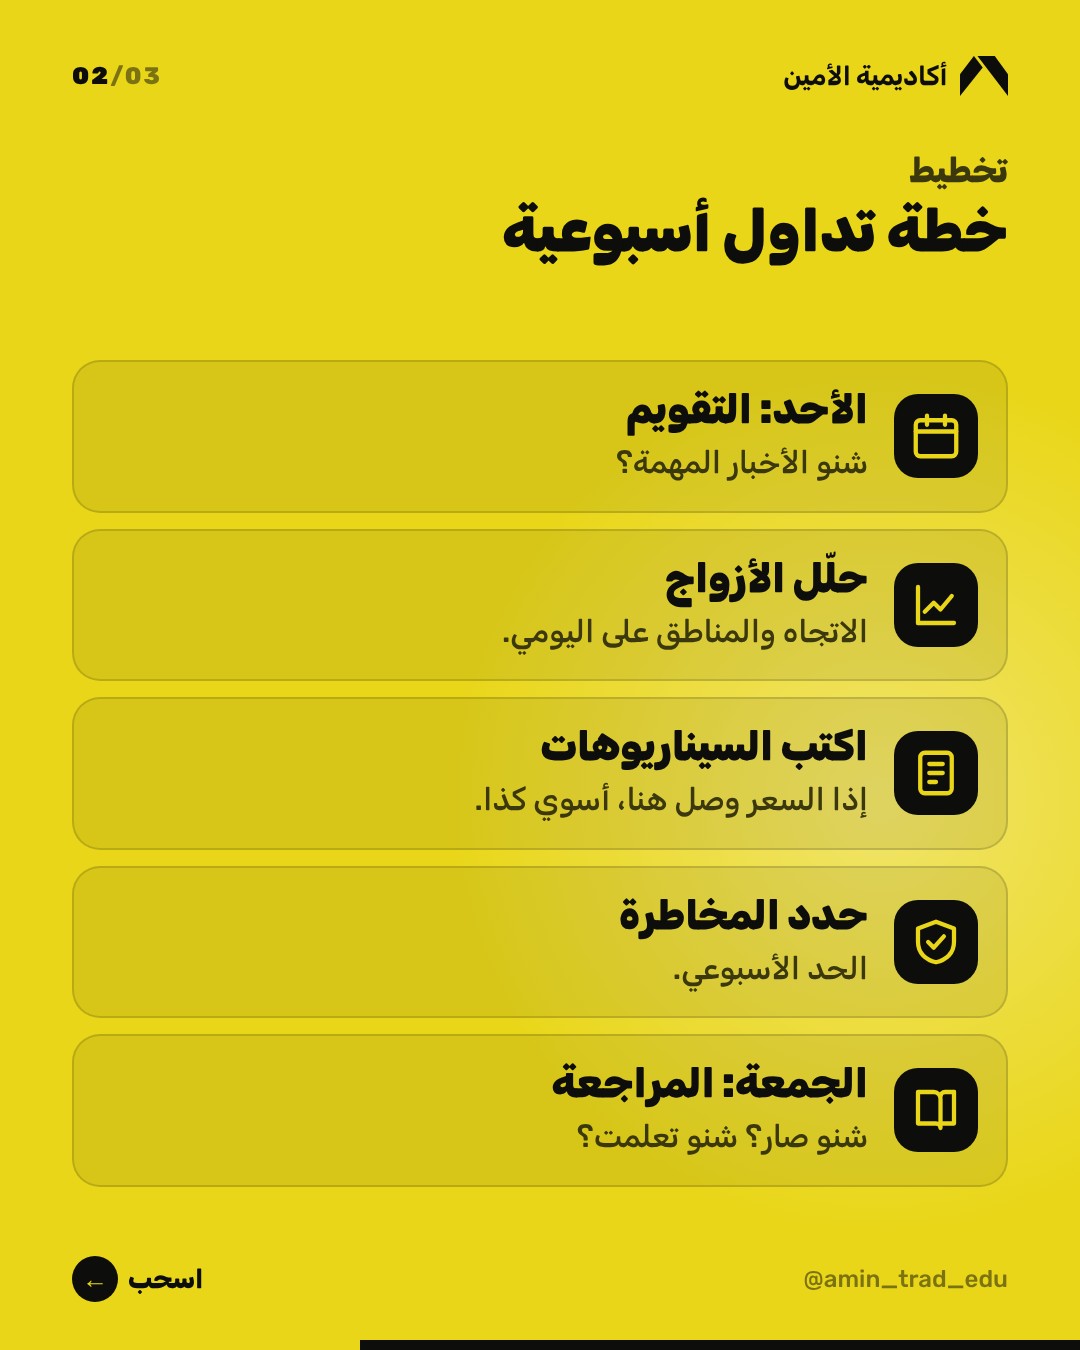 أكاديمية الأمين
02/03
تخطيط
خطة تداول أسبوعية
الأحد: التقويم
شنو الأخبار المهمة؟
حلّل الأزواج
الاتجاه والمناطق على اليومي.
اكتب السيناريوهات
إذا السعر وصل هنا، أسوي كذا.
حدد المخاطرة
الحد الأسبوعي.
الجمعة: المراجعة
شنو صار؟ شنو تعلمت؟
@amin_trad_edu
اسحب ←